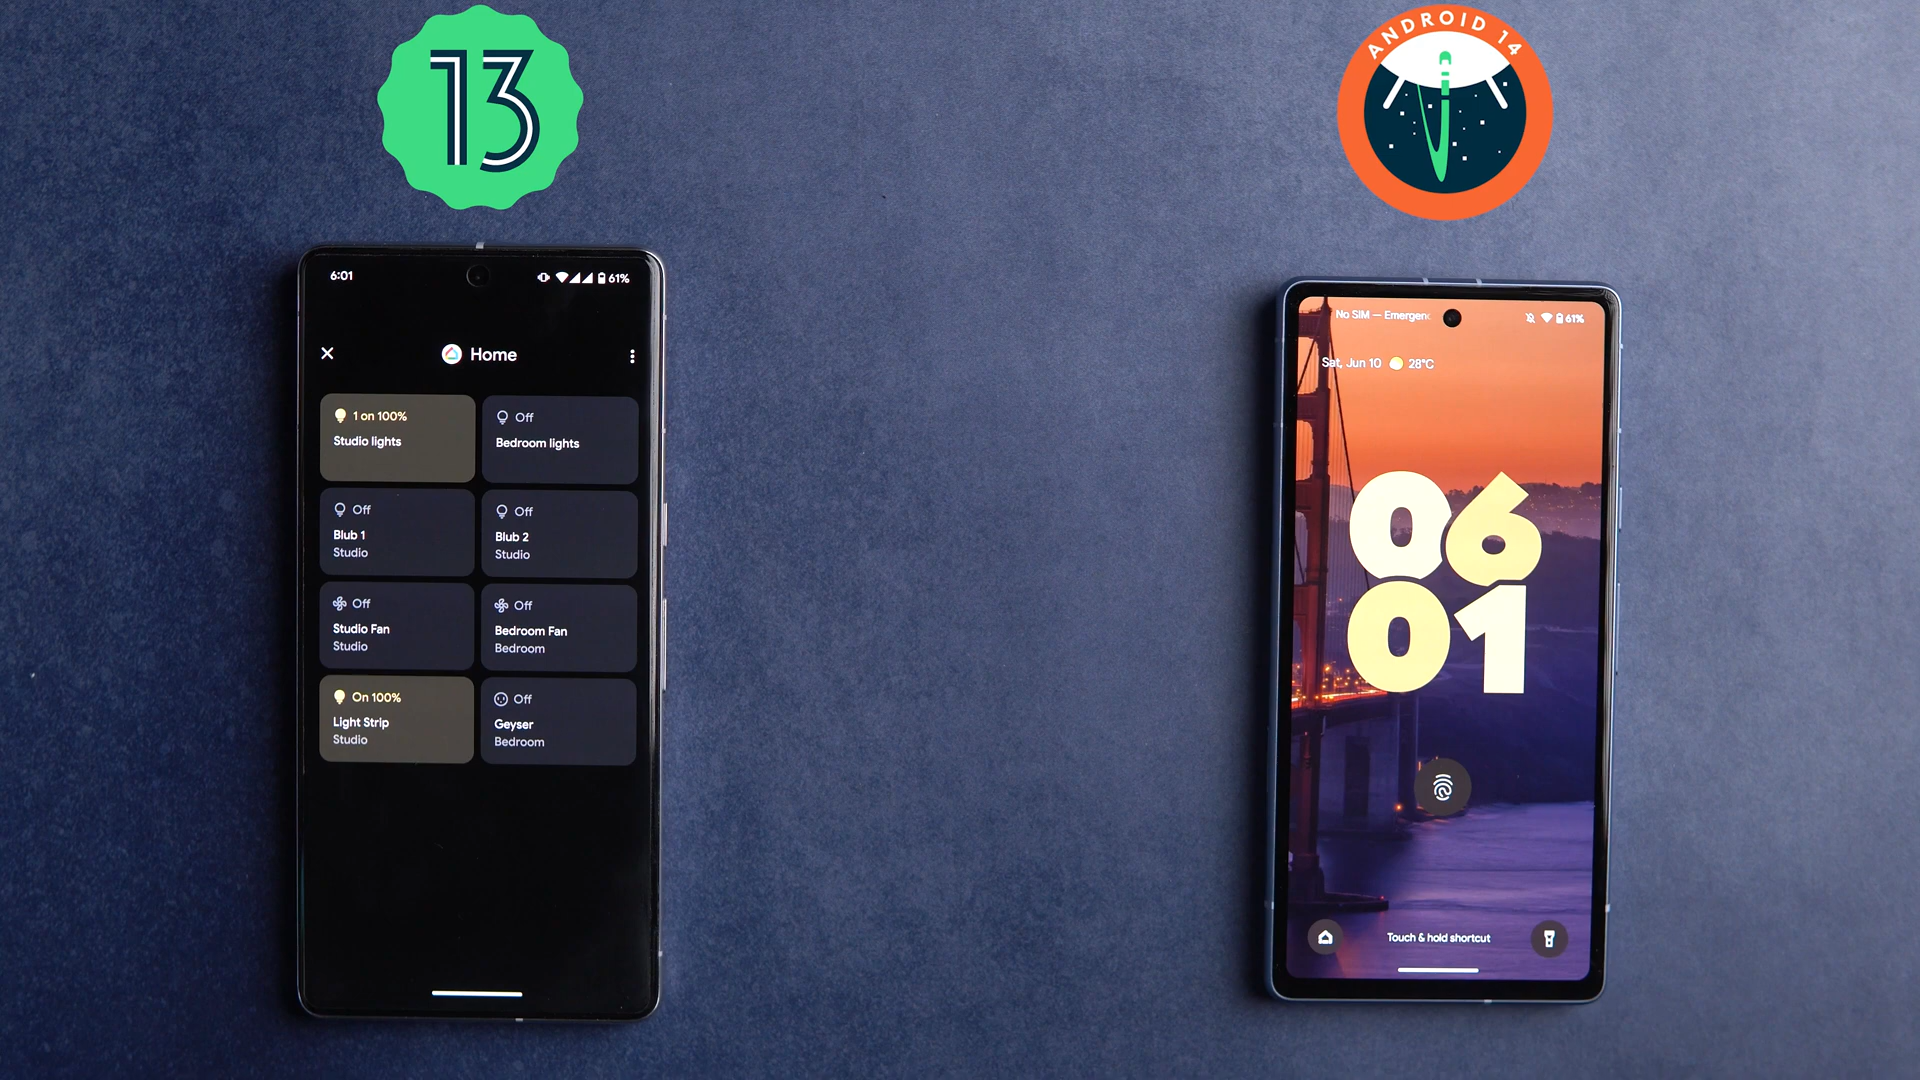 13
ANDROID 14
6:01
61%
Home
1 on 100%
Studio lights
Off
Bedroom lights
Off
Blub 1
Studio
Off
Blub 2
Studio
Off
Studio Fan
Studio
Off
Bedroom Fan
Bedroom
On 100%
Light Strip
Studio
Off
Geyser
Bedroom
No SIM — Emergenc
61%
Sat, Jun 10 28°C
06
01
Touch & hold shortcut